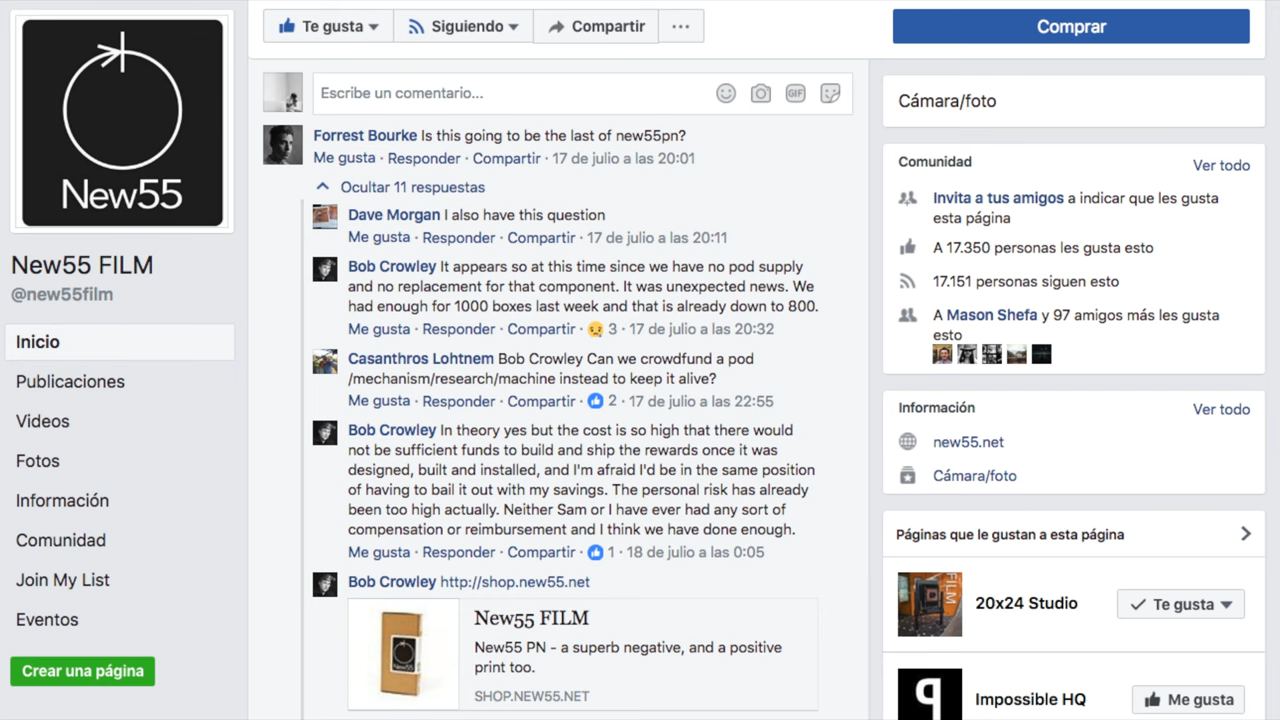 New55
New55 FILM
@new55film
Inicio
Publicaciones
Videos
Fotos
Información
Comunidad
Join My List
Eventos
Crear una página
Te gusta
Siguiendo
Compartir
Comprar
Escribe un comentario...
GIF
Forrest Bourke Is this going to be the last of new55pn?
Me gusta · Responder · Compartir · 17 de julio a las 20:01
Ocultar 11 respuestas
Dave Morgan I also have this question
Me gusta · Responder · Compartir · 17 de julio a las 20:11
Bob Crowley It appears so at this time since we have no pod supply
and no replacement for that component. It was unexpected news. We
had enough for 1000 boxes last week and that is already down to 800.
Me gusta · Responder · Compartir · 3 · 17 de julio a las 20:32
Casanthros Lohtnem Bob Crowley Can we crowdfund a pod
/mechanism/research/machine instead to keep it alive?
Me gusta · Responder · Compartir · 2 · 17 de julio a las 22:55
Bob Crowley In theory yes but the cost is so high that there would
not be sufficient funds to build and ship the rewards once it was
designed, built and installed, and I'm afraid I'd be in the same position
of having to bail it out with my savings. The personal risk has already
been too high actually. Neither Sam or I have ever had any sort of
compensation or reimbursement and I think we have done enough.
Me gusta · Responder · Compartir · 1 · 18 de julio a las 0:05
Bob Crowley http://shop.new55.net
New55
New55 FILM
New55 PN - a superb negative, and a positive
print too.
SHOP.NEW55.NET
Cámara/foto
Comunidad
Ver todo
Invita a tus amigos a indicar que les gusta
esta página
A 17.350 personas les gusta esto
17.151 personas siguen esto
A Mason Shefa y 97 amigos más les gusta
esto
Información
Ver todo
new55.net
Cámara/foto
Páginas que le gustan a esta página
FILM
20x24 Studio
Te gusta
Impossible HQ
Me gusta